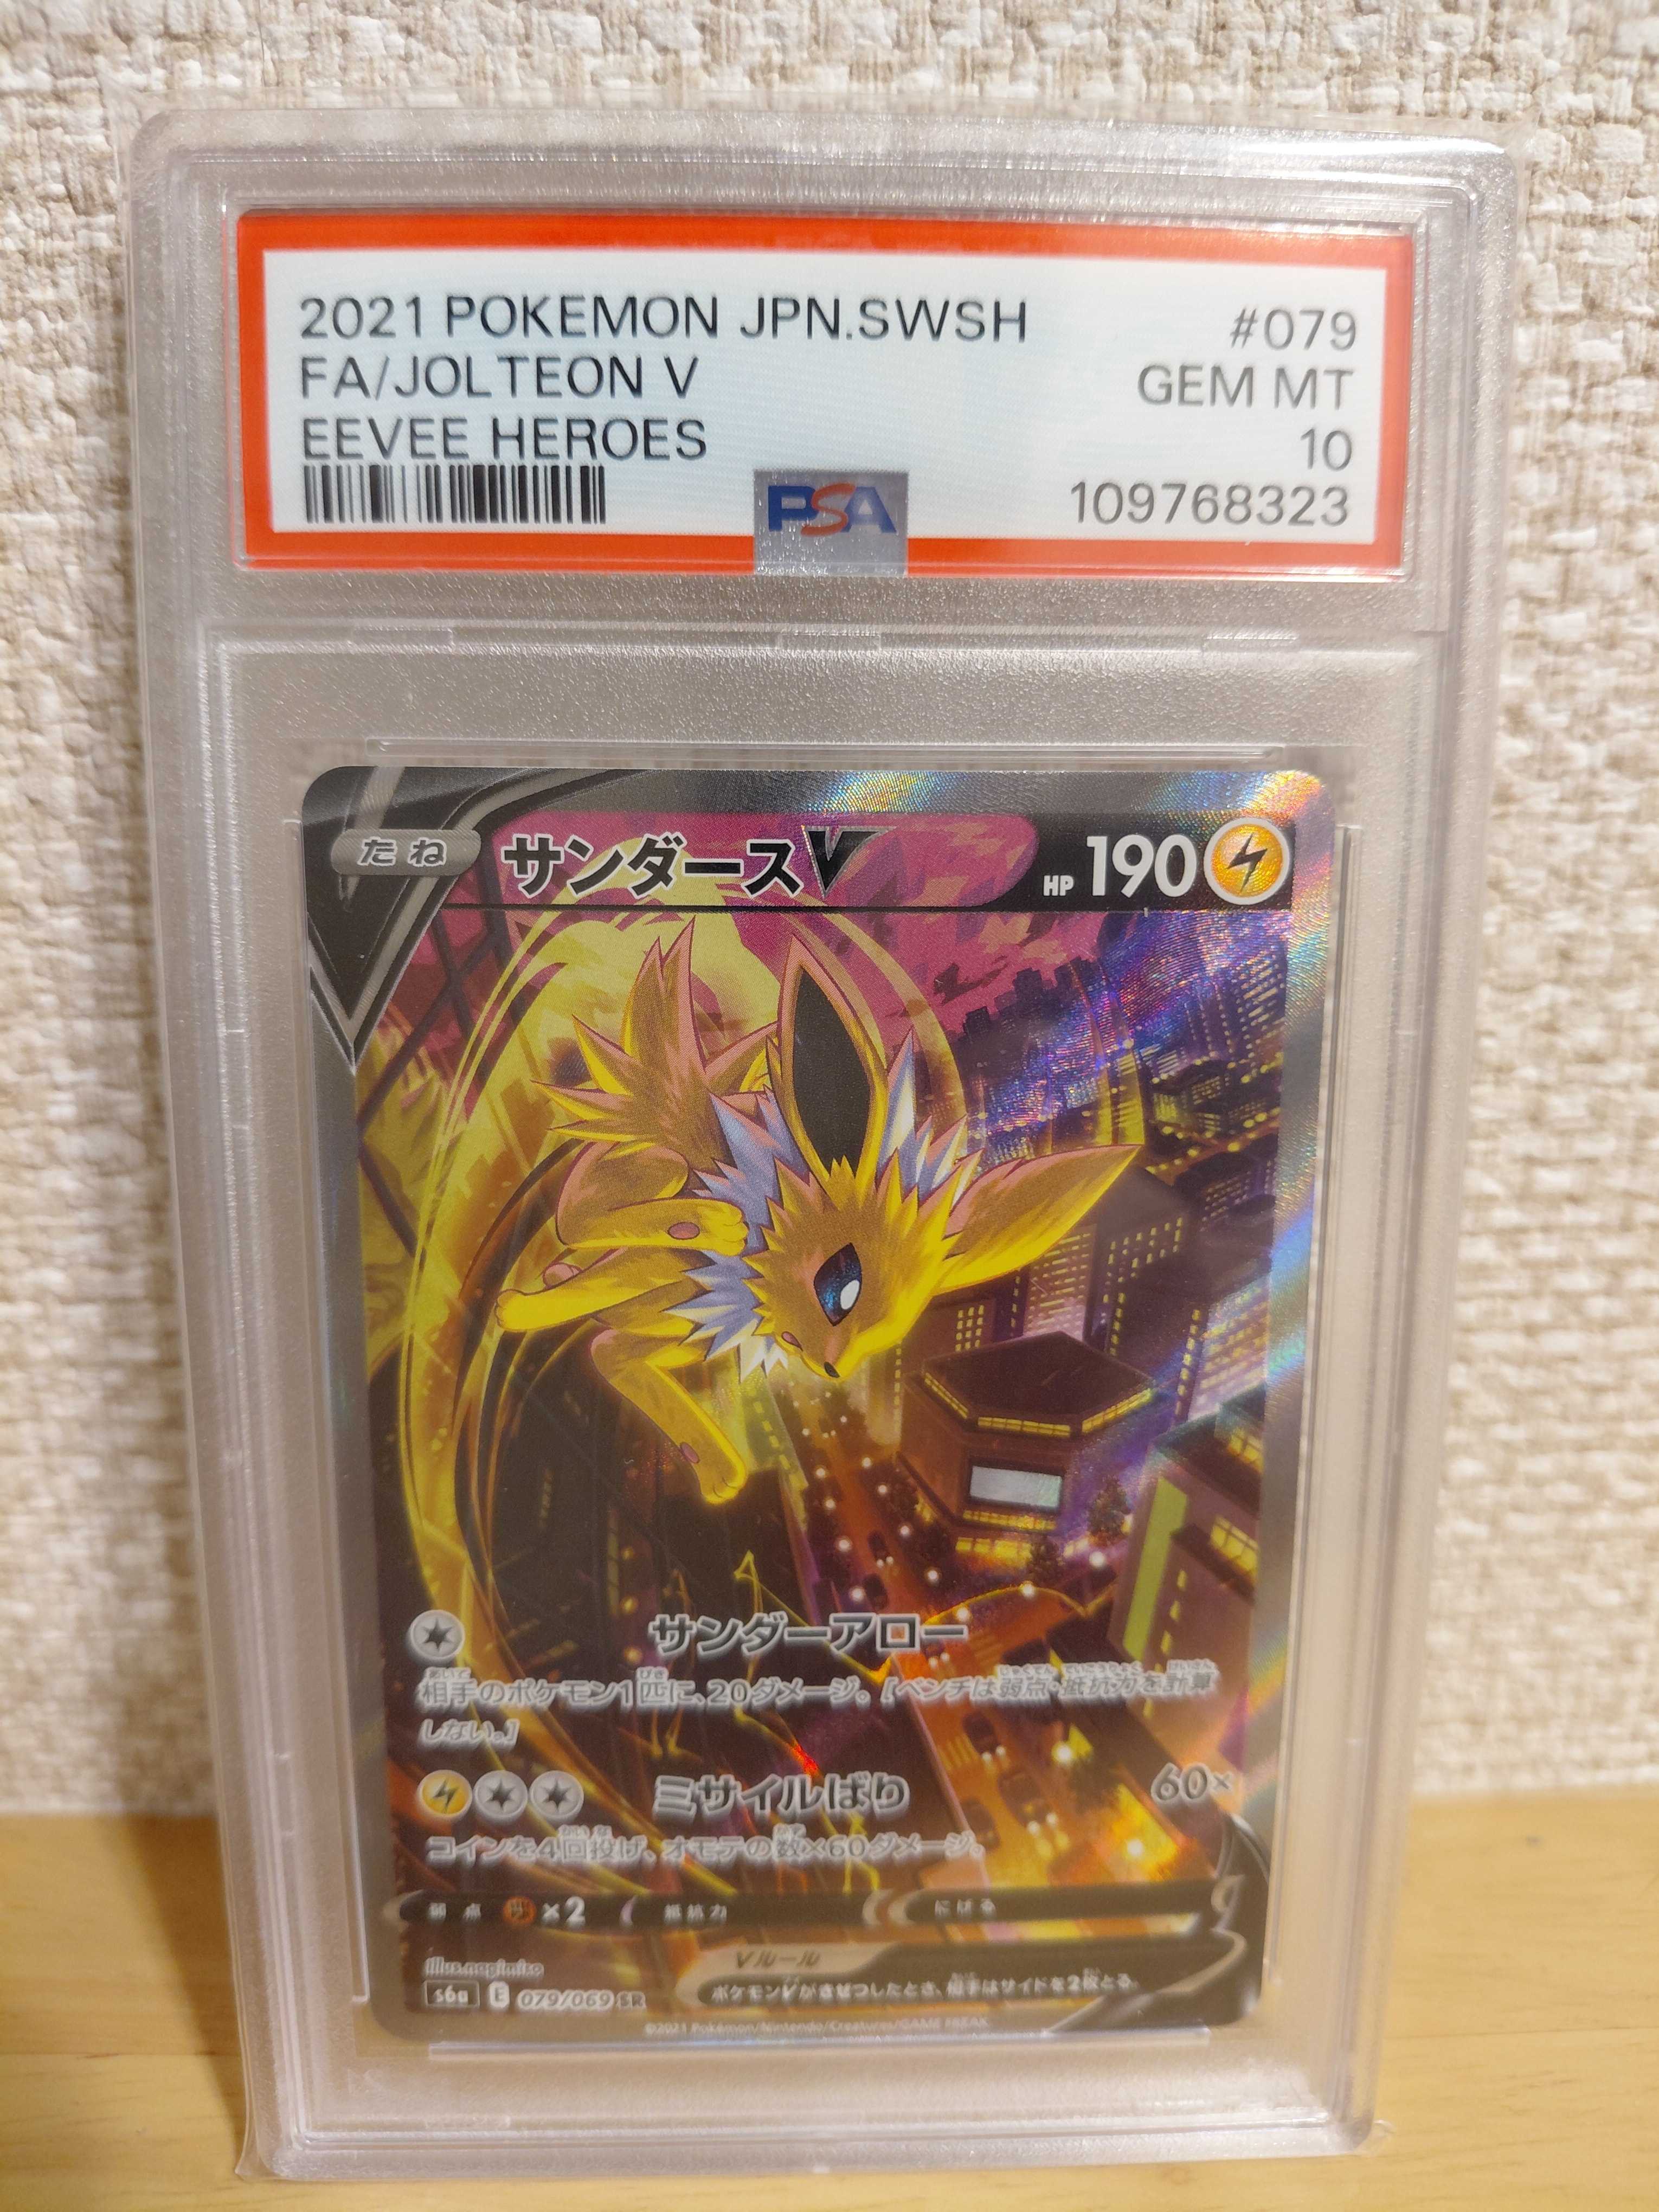 2021 POKEMON JPN.SWSH #079
FA/JOLTEON V GEM MT
EEVEE HEROES 10
PSA 109768323
たね サンダースV HP 190
サンダーアロー
相手のポケモン1匹に、20ダメージ。[ベンチは弱点・抵抗力を計算
しない。]
ミサイルばり 60×
コインを4回投げ、オモテの数×60ダメージ。
弱点 ×2 抵抗力 にげる
Illus.nagimiso
Vルール
s6a E 079/069 SR ポケモンVがきぜつしたとき、相手はサイドを2枚とる。
©2021 Pokémon/Nintendo/Creatures/GAME FREAK